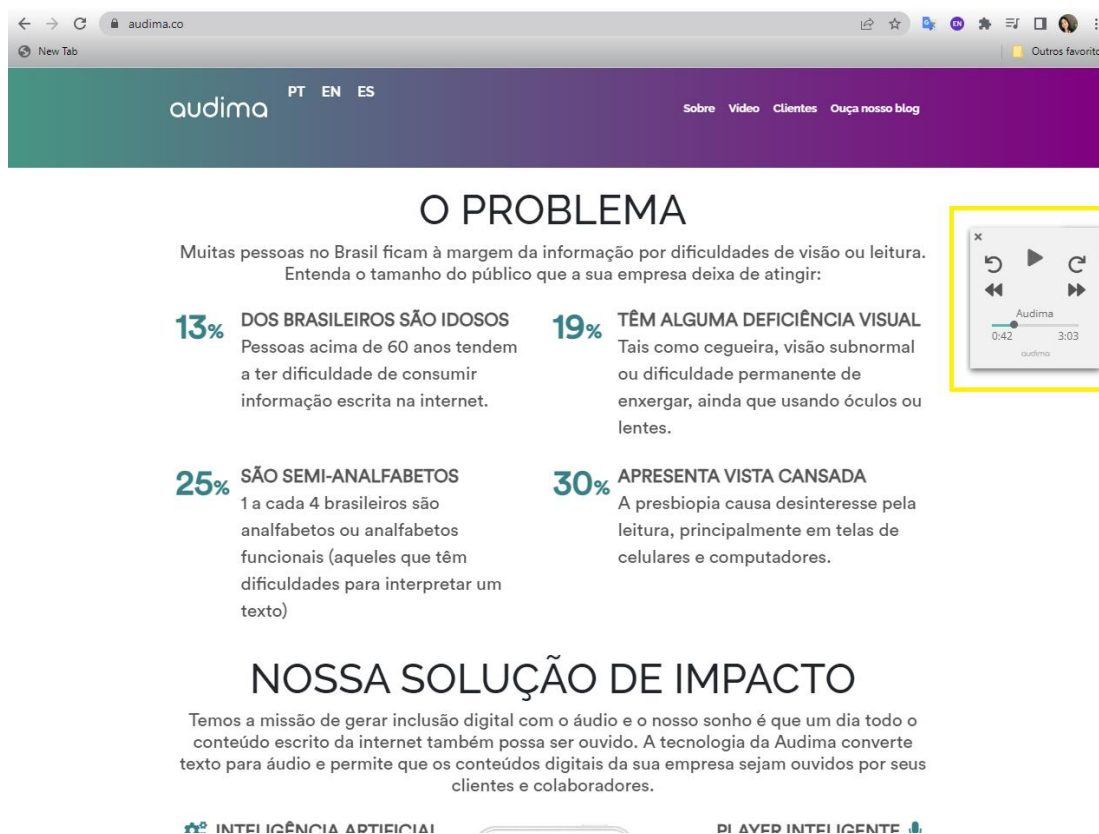 audima.co
EN
New Tab
Outros favorito
audima PT EN ES
Sobre Vídeo Clientes Ouça nosso blog
O PROBLEMA
Muitas pessoas no Brasil ficam à margem da informação por dificuldades de visão ou leitura.
Entenda o tamanho do público que a sua empresa deixa de atingir:
13% DOS BRASILEIROS SÃO IDOSOS
Pessoas acima de 60 anos tendem
a ter dificuldade de consumir
informação escrita na internet.
19% TÊM ALGUMA DEFICIÊNCIA VISUAL
Tais como cegueira, visão subnormal
ou dificuldade permanente de
enxergar, ainda que usando óculos ou
lentes.
25% SÃO SEMI-ANALFABETOS
1 a cada 4 brasileiros são
analfabetos ou analfabetos
funcionais (aqueles que têm
dificuldades para interpretar um
texto)
30% APRESENTA VISTA CANSADA
A presbiopia causa desinteresse pela
leitura, principalmente em telas de
celulares e computadores.
Audima
0:42 3:03
audima
NOSSA SOLUÇÃO DE IMPACTO
Temos a missão de gerar inclusão digital com o áudio e o nosso sonho é que um dia todo o
conteúdo escrito da internet também possa ser ouvido. A tecnologia da Audima converte
texto para áudio e permite que os conteúdos digitais da sua empresa sejam ouvidos por seus
clientes e colaboradores.
INTELIGÊNCIA ARTIFICIAL
PLAYER INTELIGENTE